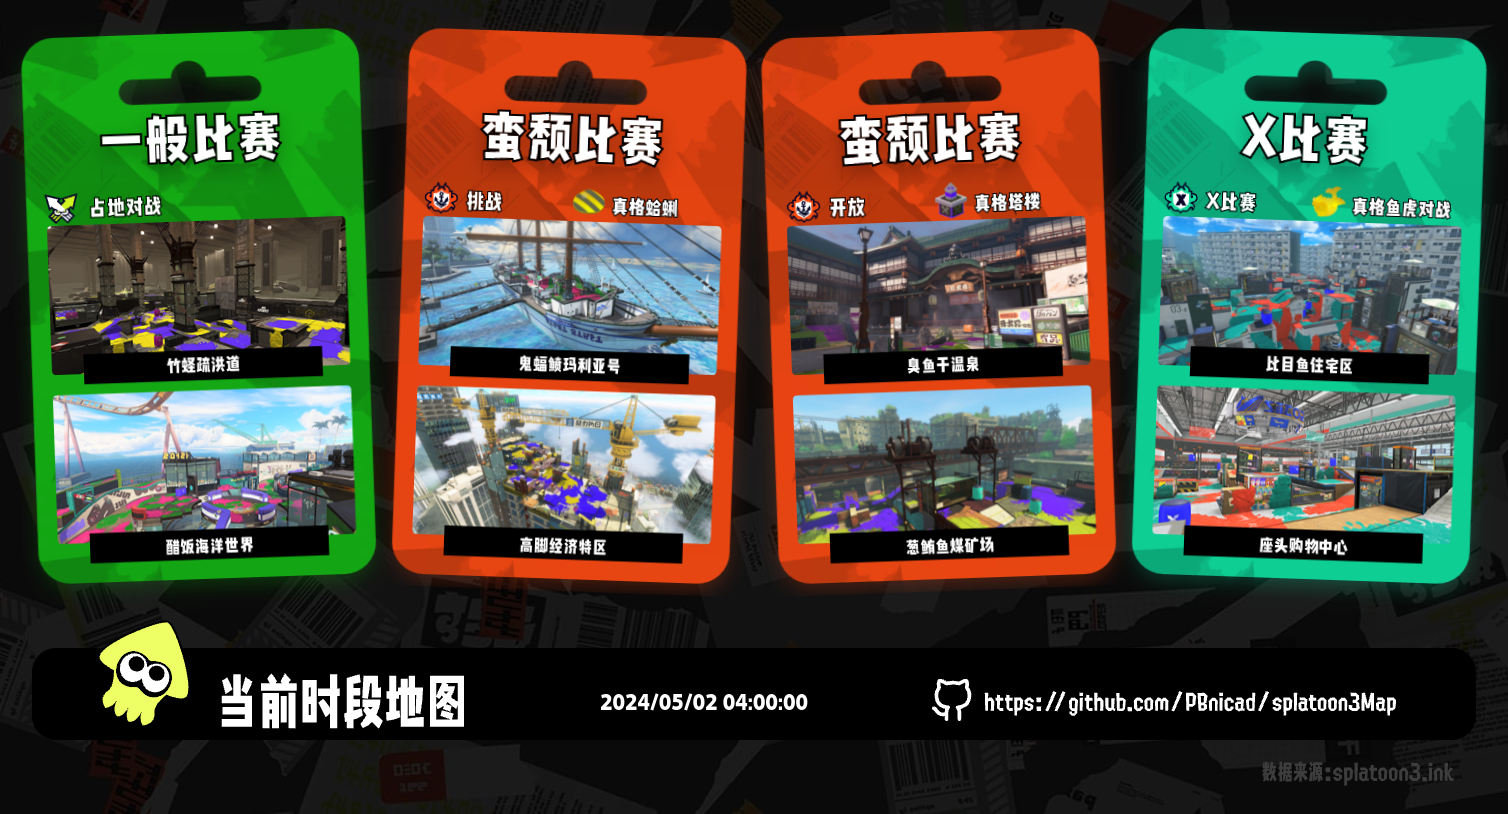 一般比赛
占地对战
竹蛏疏洪道
醋饭海洋世界
蛮颓比赛
挑战
真格蛤蜊
鬼蝠鲼玛利亚号
高脚经济特区
蛮颓比赛
开放
真格塔楼
臭鱼干温泉
葱鲔鱼煤矿场
X比赛
X比赛
真格鱼虎对战
比目鱼住宅区
座头购物中心
当前时段地图
2024/05/02 04:00:00
https://github.com/PBnicad/splatoon3Map
数据来源:splatoon3.ink